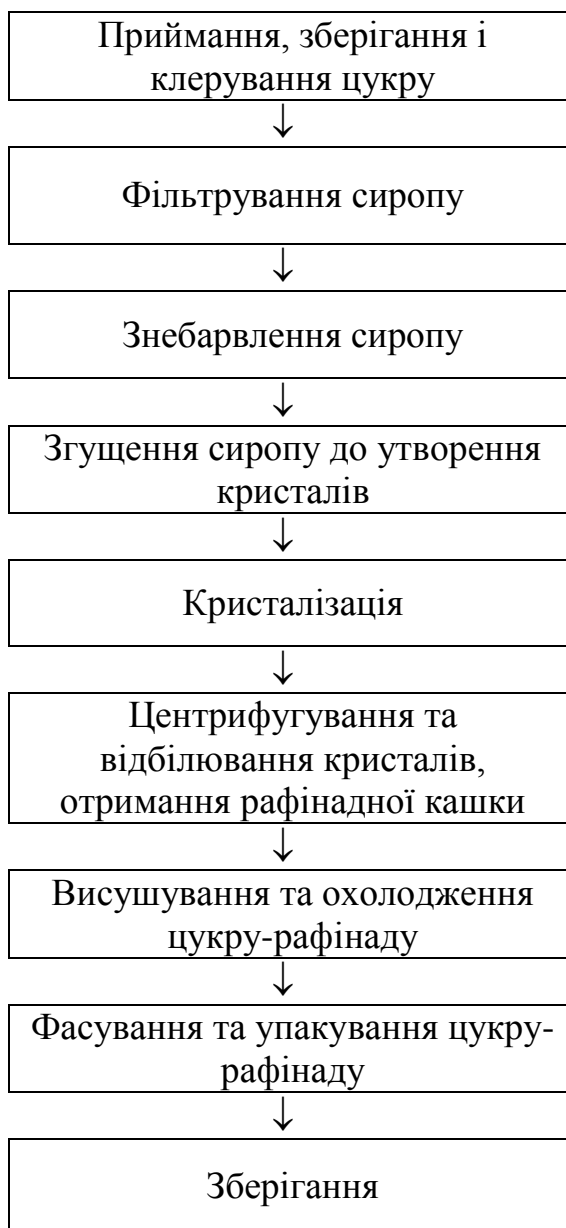 Приймання, зберігання і
клерування цукру
↓
Фільтрування сиропу
↓
Знебарвлення сиропу
↓
Згущення сиропу до утворення
кристалів
↓
Кристалізація
↓
Центрифугування та
відбілювання кристалів,
отримання рафінадної кашки
↓
Висушування та охолодження
цукру-рафінаду
↓
Фасування та упакування цукру-
рафінаду
↓
Зберігання